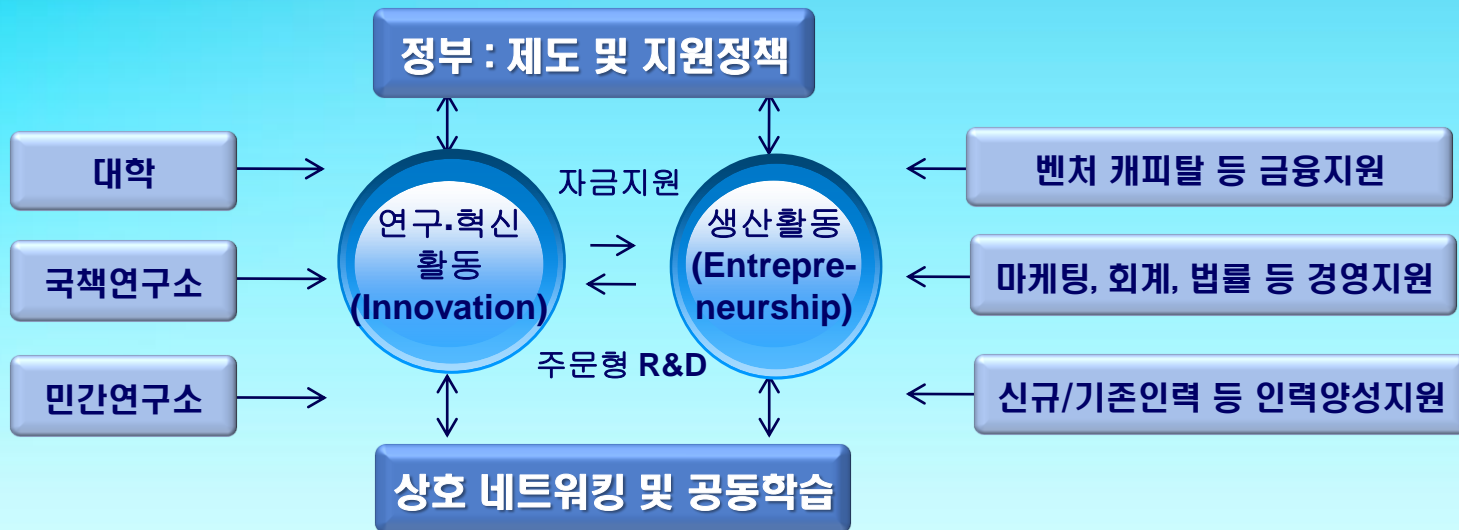 정부 : 제도 및 지원정책
대학
국책연구소
민간연구소
연구·혁신
활동
(Innovation)
자금지원
주문형 R&D
생산활동
(Entrepre-
neurship)
벤처 캐피탈 등 금융지원
마케팅, 회계, 법률 등 경영지원
신규/기존인력 등 인력양성지원
상호 네트워킹 및 공동학습